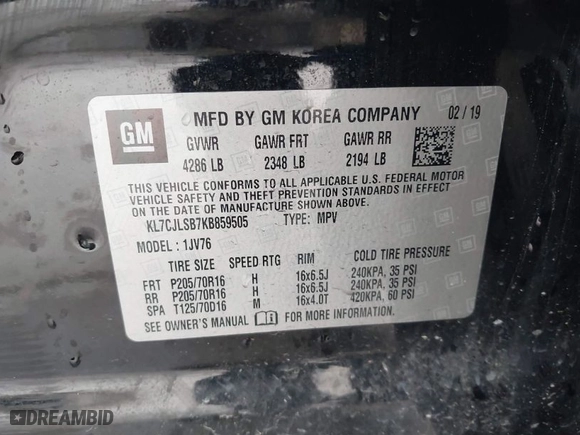 GM
MFD BY GM KOREA COMPANY 02/19
GVWR GAWR FRT GAWR RR
4286 LB 2348 LB 2194 LB
THIS VEHICLE CONFORMS TO ALL APPLICABLE U.S. FEDERAL MOTOR
VEHICLE SAFETY AND THEFT PREVENTION STANDARDS IN EFFECT
ON THE DATE OF MANUFACTURE SHOWN ABOVE.
KL7CJLSB7KB859505 TYPE: MPV
MODEL: 1JV76
TIRE SIZE SPEED RTG RIM COLD TIRE PRESSURE
FRT P205/70R16 H 16x6.5J 240KPA, 35 PSI
RR P205/70R16 H 16x6.5J 240KPA, 35 PSI
SPA T125/70D16 M 16x4.0T 420KPA, 60 PSI
SEE OWNER'S MANUAL FOR MORE INFORMATION.
DREAMBID